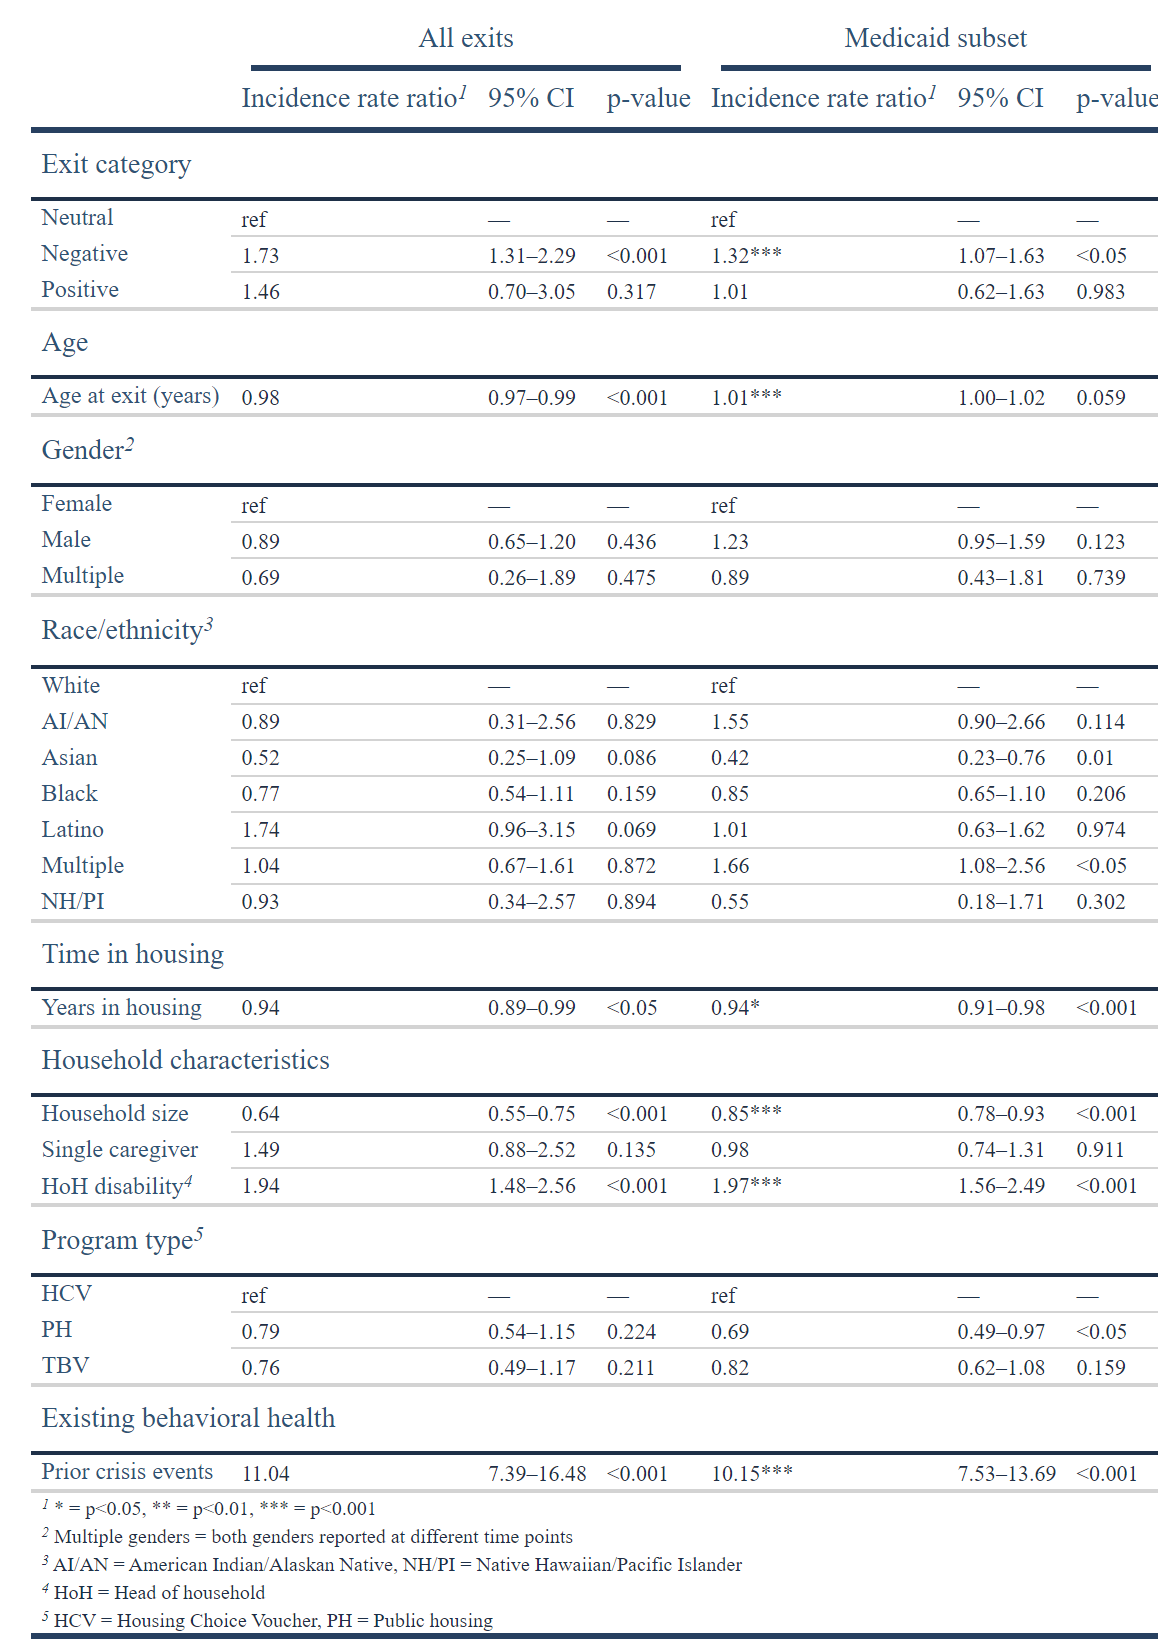 All exits Medicaid subset
Incidence rate ratio1 95% CI p-value Incidence rate ratio1 95% CI p-value
Exit category
Neutral ref — — ref — —
Negative 1.73 1.31–2.29 <0.001 1.32*** 1.07–1.63 <0.05
Positive 1.46 0.70–3.05 0.317 1.01 0.62–1.63 0.983
Age
Age at exit (years) 0.98 0.97–0.99 <0.001 1.01*** 1.00–1.02 0.059
Gender2
Female ref — — ref — —
Male 0.89 0.65–1.20 0.436 1.23 0.95–1.59 0.123
Multiple 0.69 0.26–1.89 0.475 0.89 0.43–1.81 0.739
Race/ethnicity3
White ref — — ref — —
AI/AN 0.89 0.31–2.56 0.829 1.55 0.90–2.66 0.114
Asian 0.52 0.25–1.09 0.086 0.42 0.23–0.76 0.01
Black 0.77 0.54–1.11 0.159 0.85 0.65–1.10 0.206
Latino 1.74 0.96–3.15 0.069 1.01 0.63–1.62 0.974
Multiple 1.04 0.67–1.61 0.872 1.66 1.08–2.56 <0.05
NH/PI 0.93 0.34–2.57 0.894 0.55 0.18–1.71 0.302
Time in housing
Years in housing 0.94 0.89–0.99 <0.05 0.94* 0.91–0.98 <0.001
Household characteristics
Household size 0.64 0.55–0.75 <0.001 0.85*** 0.78–0.93 <0.001
Single caregiver 1.49 0.88–2.52 0.135 0.98 0.74–1.31 0.911
HoH disability4 1.94 1.48–2.56 <0.001 1.97*** 1.56–2.49 <0.001
Program type5
HCV ref — — ref — —
PH 0.79 0.54–1.15 0.224 0.69 0.49–0.97 <0.05
TBV 0.76 0.49–1.17 0.211 0.82 0.62–1.08 0.159
Existing behavioral health
Prior crisis events 11.04 7.39–16.48 <0.001 10.15*** 7.53–13.69 <0.001
1 * = p<0.05, ** = p<0.01, *** = p<0.001
2 Multiple genders = both genders reported at different time points
3 AI/AN = American Indian/Alaskan Native, NH/PI = Native Hawaiian/Pacific Islander
4 HoH = Head of household
5 HCV = Housing Choice Voucher, PH = Public housing